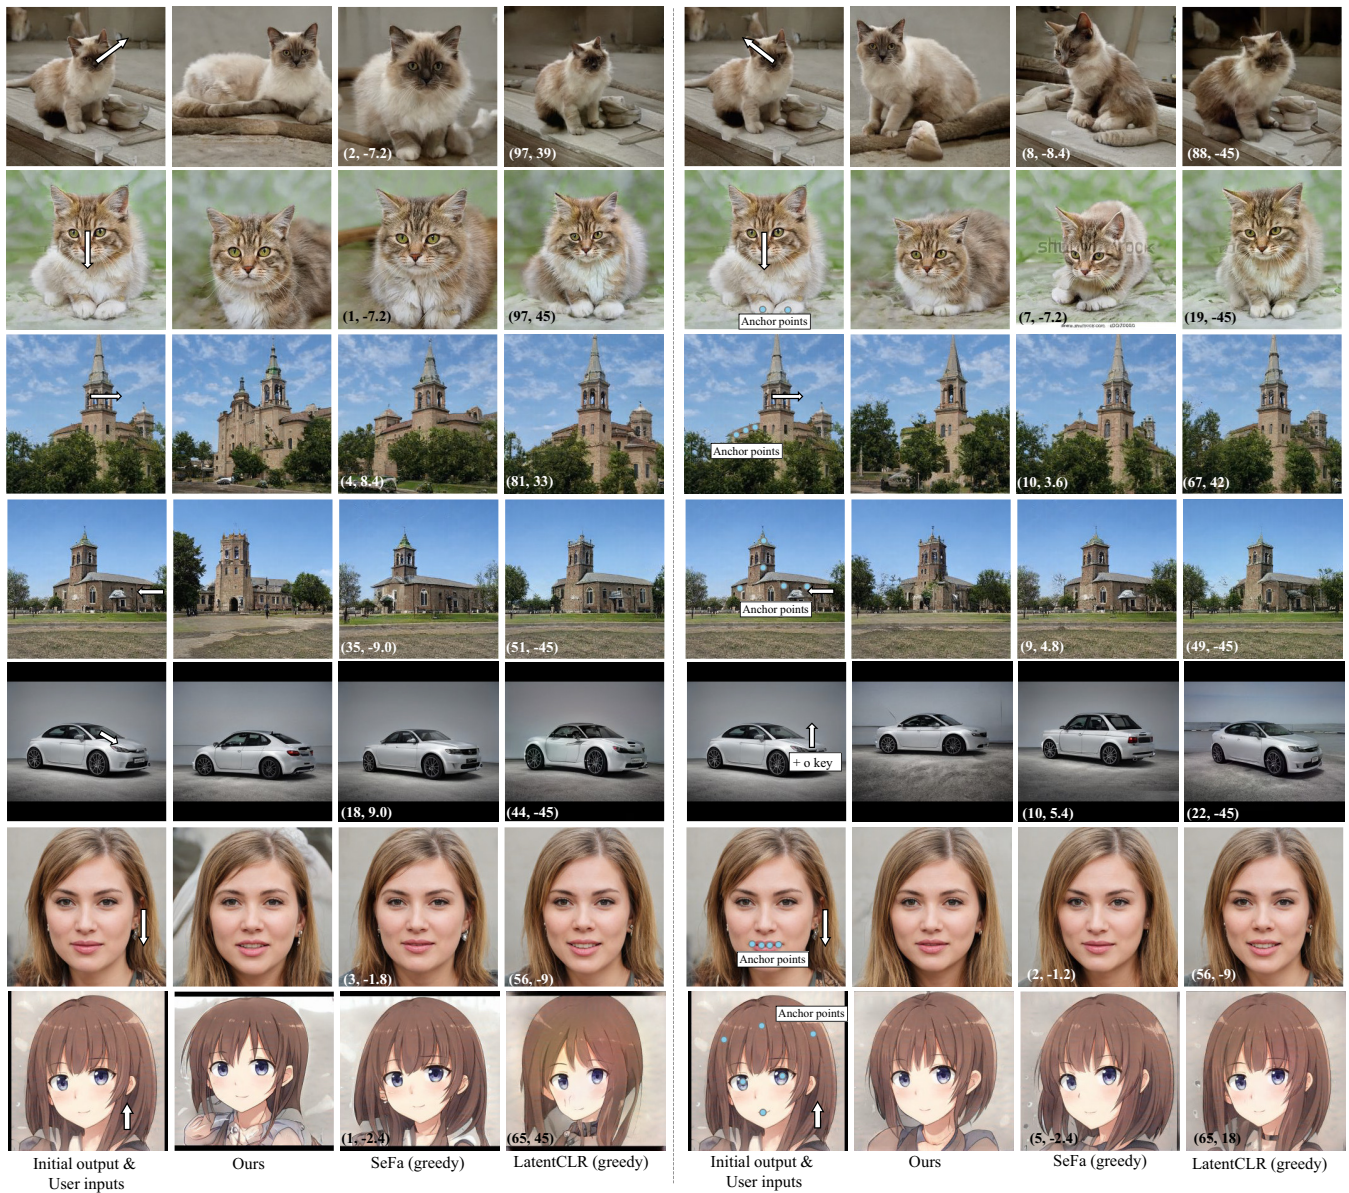 (2, -7.2)
(97, 39)
(8, -8.4)
(88, -45)
(1, -7.2)
(97, 45)
Anchor points
(7, -7.2)
(19, -45)
(4, 8.4)
(81, 33)
Anchor points
(10, 3.6)
(67, 42)
(35, -9.0)
(51, -45)
Anchor points
(9, 4.8)
(49, -45)
(18, 9.0)
(44, -45)
+ o key
(10, 5.4)
(22, -45)
(3, -1.8)
(56, -9)
Anchor points
(2, -1.2)
(56, -9)
(1, -2.4)
(65, 45)
Anchor points
(5, -2.4)
(65, 18)
Initial output &
User inputs
Ours
SeFa (greedy)
LatentCLR (greedy)
Initial output &
User inputs
Ours
SeFa (greedy)
LatentCLR (greedy)